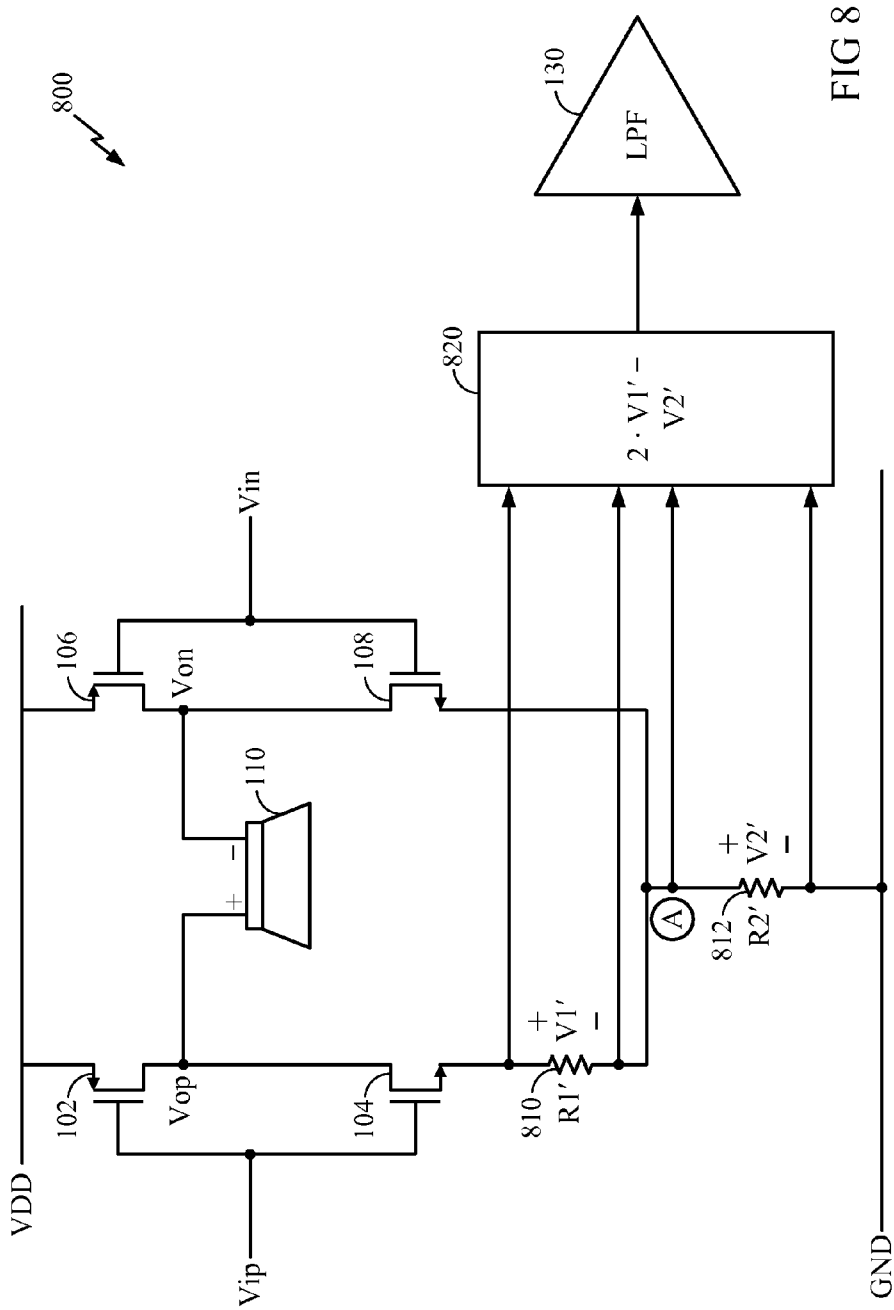 800
VDD
102
106
Vip
Vop
Von
Vin
+ −
110
104
108
810
R1′
+
V1′
−
A
812
R2′
+
V2′
−
GND
820
2 · V1′ −
V2′
130
LPF
FIG 8